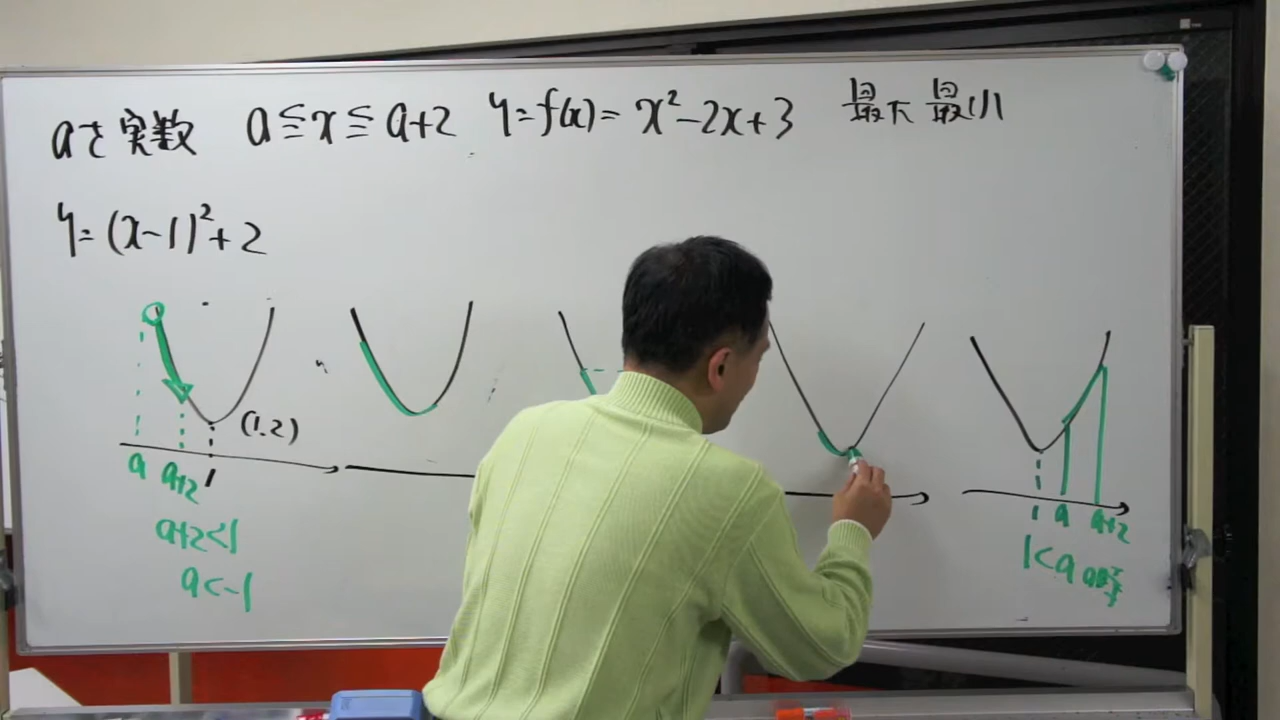 aを実数 a≦x≦a+2 y=f(x)=x²-2x+3 最大 最小
y=(x-1)²+2
(1.2)
a a+2 1
a+2<1
a<-1
1 a a+2
1<a のとき